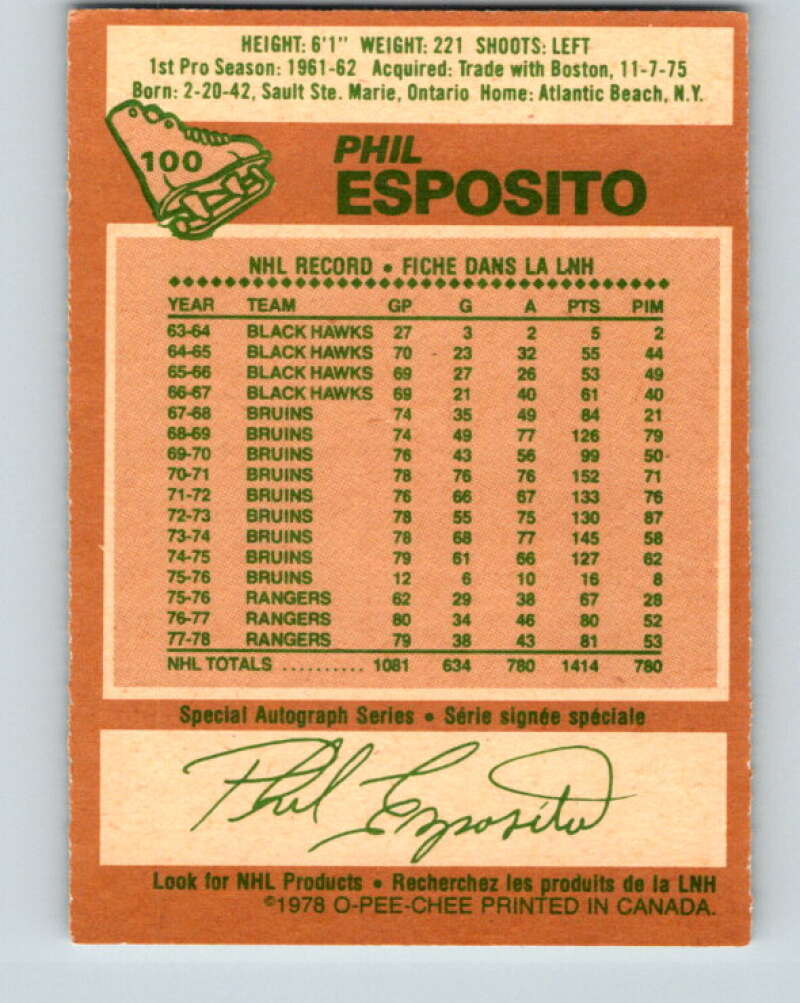 HEIGHT: 6'1" WEIGHT: 221 SHOOTS: LEFT
1st Pro Season: 1961-62 Acquired: Trade with Boston, 11-7-75
Born: 2-20-42, Sault Ste. Marie, Ontario Home: Atlantic Beach, N.Y.
100
PHIL
ESPOSITO
NHL RECORD • FICHE DANS LA LNH
YEAR TEAM GP G A PTS PIM
63-64 BLACK HAWKS 27 3 2 5 2
64-65 BLACK HAWKS 70 23 32 55 44
65-66 BLACK HAWKS 69 27 26 53 49
66-67 BLACK HAWKS 69 21 40 61 40
67-68 BRUINS 74 35 49 84 21
68-69 BRUINS 74 49 77 126 79
69-70 BRUINS 76 43 56 99 50
70-71 BRUINS 78 76 76 152 71
71-72 BRUINS 76 66 67 133 76
72-73 BRUINS 78 55 75 130 87
73-74 BRUINS 78 68 77 145 58
74-75 BRUINS 79 61 66 127 62
75-76 BRUINS 12 6 10 16 8
75-76 RANGERS 62 29 38 67 28
76-77 RANGERS 80 34 46 80 52
77-78 RANGERS 79 38 43 81 53
NHL TOTALS .......... 1081 634 780 1414 780
Special Autograph Series • Série signée spéciale
Phil Esposito
Look for NHL Products • Recherchez les produits de la LNH
©1978 O-PEE-CHEE PRINTED IN CANADA.